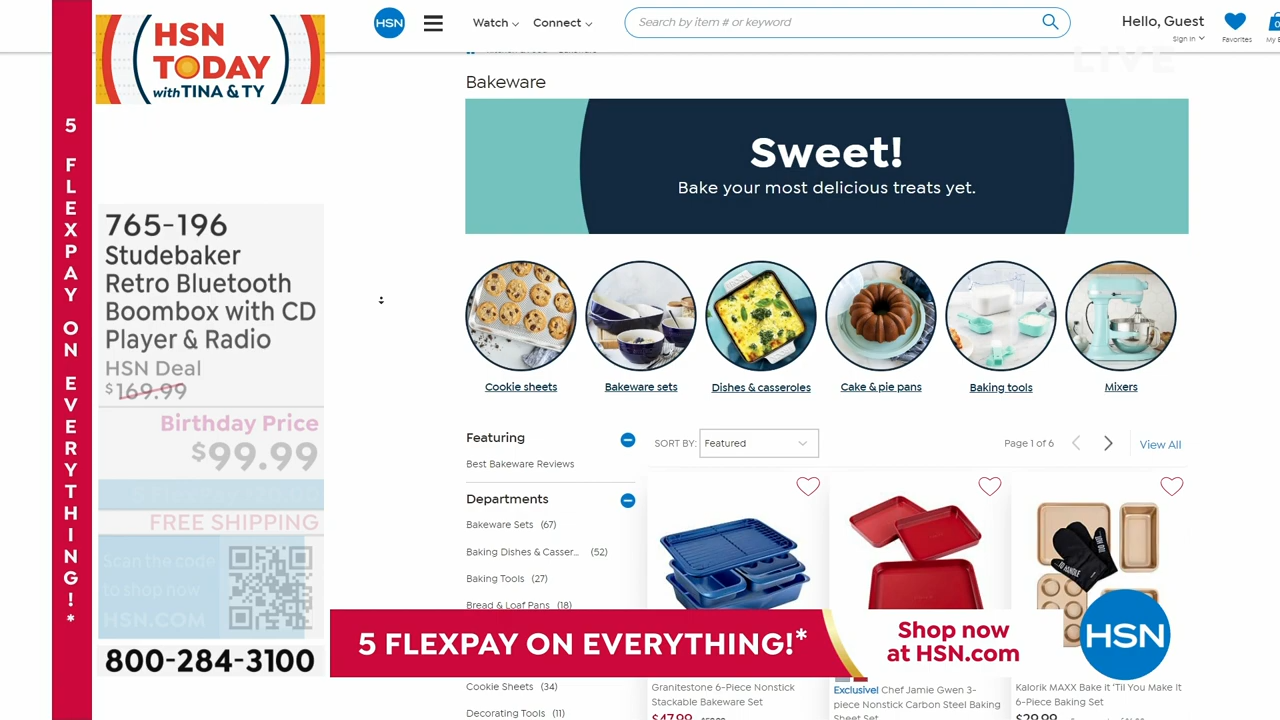 5 FLEXPAY ON EVERYTHING!*
HSN
TODAY
with TINA & TY
765-196
Studebaker
Retro Bluetooth
Boombox with CD
Player & Radio
HSN Deal
$169.99
Birthday Price
$99.99
FREE SHIPPING
Scan the code
to shop now
HSN.COM
800-284-3100
HSN
Watch
Connect
Search by item # or keyword
Hello, Guest
Sign In
Favorites
LIVE
Bakeware
Sweet!
Bake your most delicious treats yet.
Cookie sheets
Bakeware sets
Dishes & casseroles
Cake & pie pans
Baking tools
Mixers
Featuring
Best Bakeware Reviews
Departments
Bakeware Sets (67)
Baking Dishes & Casser... (52)
Baking Tools (27)
Bread & Loaf Pans (18)
Cookie Sheets (34)
Decorating Tools (11)
SORT BY: Featured
Page 1 of 6
View All
5 FLEXPAY ON EVERYTHING!*
Shop now
at HSN.com
HSN
Granitestone 6-Piece Nonstick
Stackable Bakeware Set
$47.99
Exclusive! Chef Jamie Gwen 3-
piece Nonstick Carbon Steel Baking
Sheet Set
Kalorik MAXX Bake it 'Til You Make It
6-Piece Baking Set
$29.99